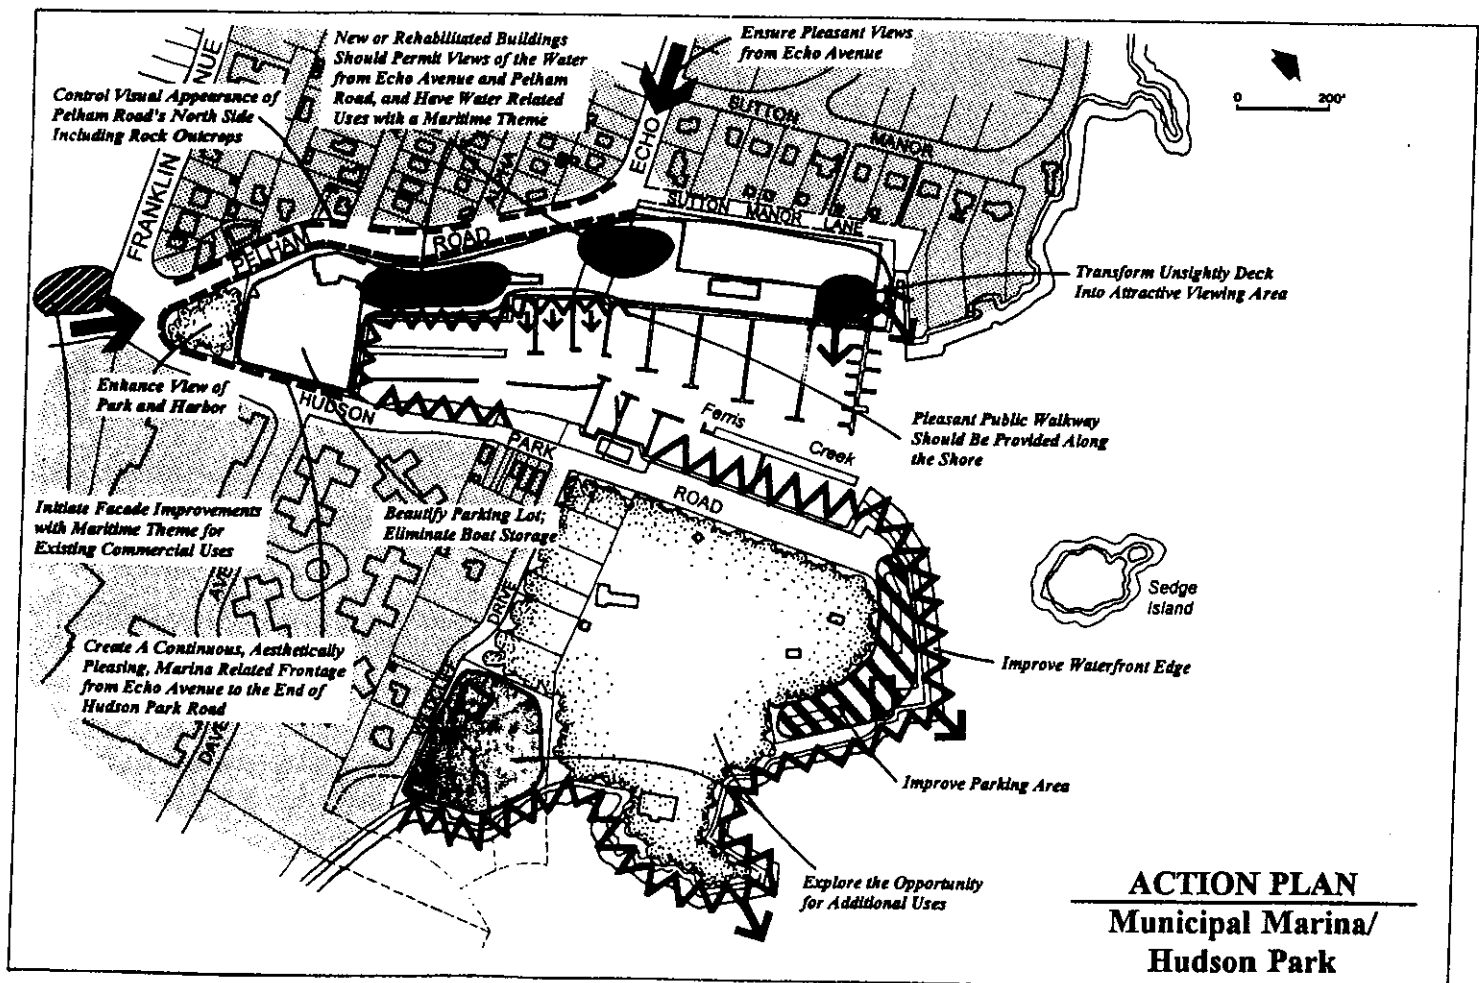 New or Rehabilitated Buildings
Should Permit Views of the Water
from Echo Avenue and Pelham
Road, and Have Water Related
Uses with a Maritime Theme
Ensure Pleasant Views
from Echo Avenue
Control Visual Appearance of
Pelham Road's North Side
Including Rock Outcrops
NUE
FRANKLIN
ECHO
SUTTON
MANOR
0 200'
ALPHA
SUTTON MANOR LANE
PELHAM
ROAD
Transform Unsightly Deck
Into Attractive Viewing Area
Enhance View of
Park and Harbor
HUDSON
PARK
ROAD
Ferris
Creek
Pleasant Public Walkway
Should Be Provided Along
the Shore
Initiate Facade Improvements
with Maritime Theme for
Existing Commercial Uses
Beautify Parking Lot;
Eliminate Boat Storage
AVE
DRIVE
Sedge
Island
Create A Continuous, Aesthetically
Pleasing, Marina Related Frontage
from Echo Avenue to the End of
Hudson Park Road
DAVE
Improve Waterfront Edge
Improve Parking Area
Explore the Opportunity
for Additional Uses
ACTION PLAN
Municipal Marina/
Hudson Park